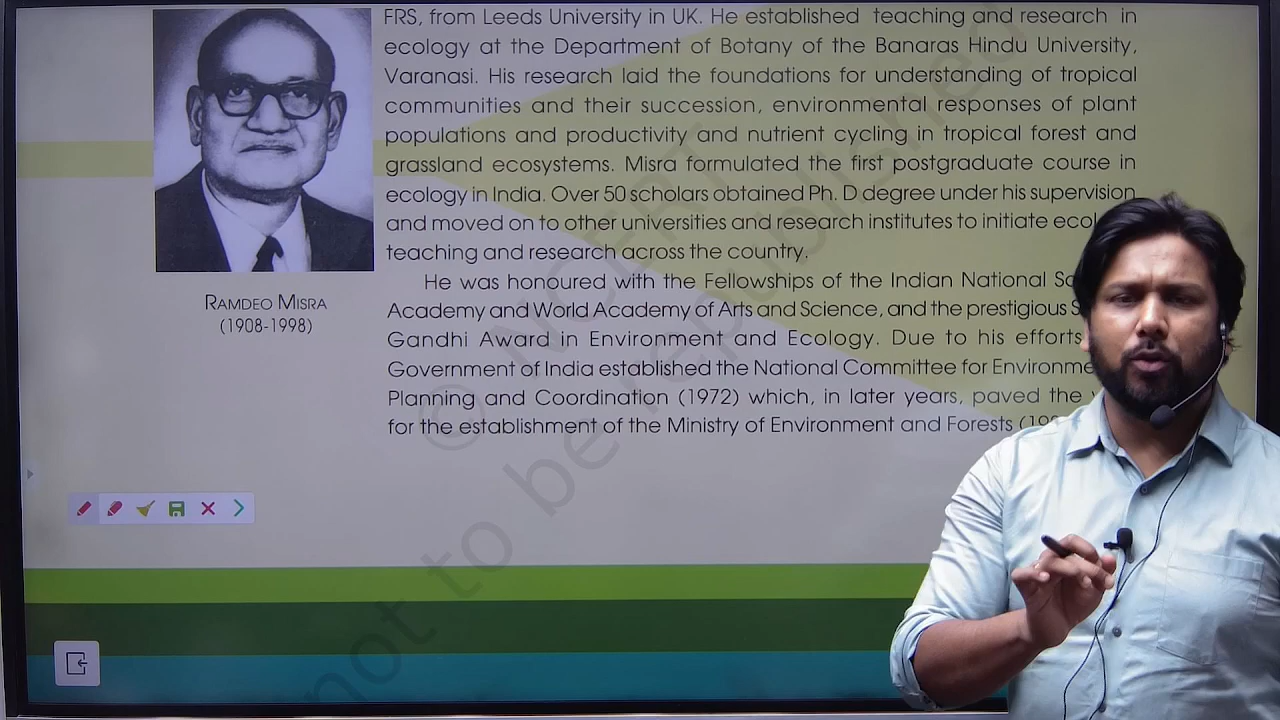 FRS, from Leeds University in UK. He established teaching and research in
ecology at the Department of Botany of the Banaras Hindu University,
Varanasi. His research laid the foundations for understanding of tropical
communities and their succession, environmental responses of plant
populations and productivity and nutrient cycling in tropical forest and
grassland ecosystems. Misra formulated the first postgraduate course in
ecology in India. Over 50 scholars obtained Ph. D degree under his supervision
and moved on to other universities and research institutes to initiate
teaching and research across the country.
He was honoured with the Fellowships of the Indian National
Academy and World Academy of Arts and Science, and the prestigious
Gandhi Award in Environment and Ecology. Due to his efforts
Government of India established the National Committee for
Planning and Coordination (1972) which, in later years, paved the
for the establishment of the Ministry of Environment and Forests
RAMDEO MISRA
(1908-1998)
not to be